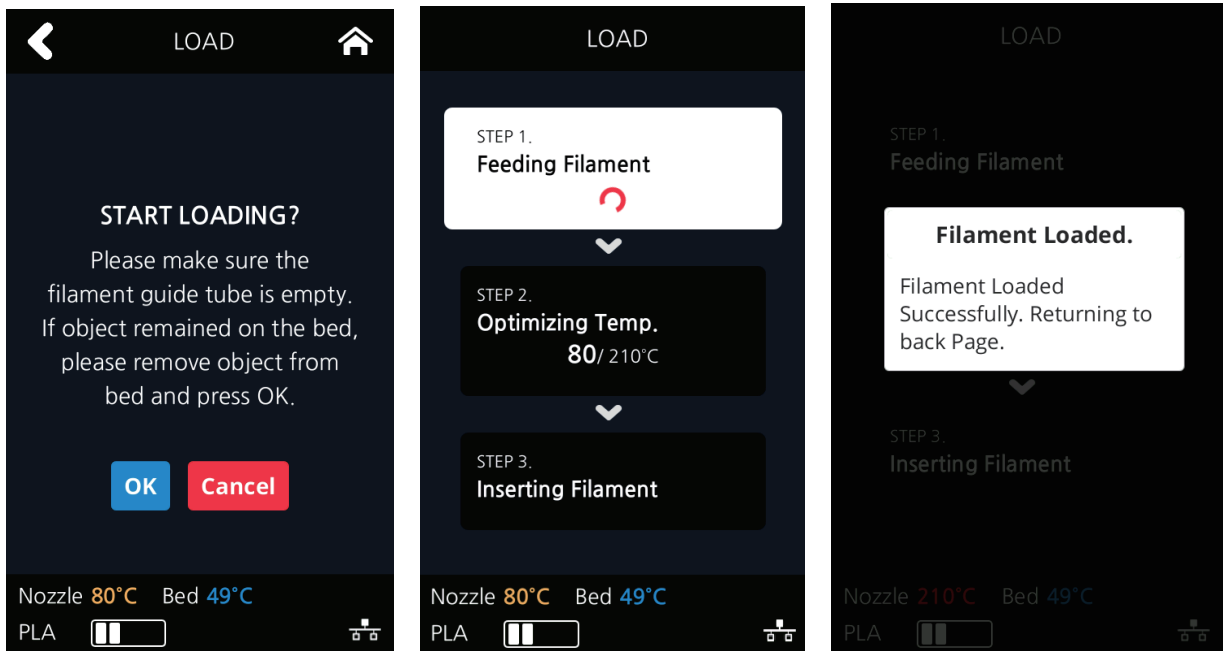 LOAD
START LOADING?
Please make sure the
filament guide tube is empty.
If object remained on the bed,
please remove object from
bed and press OK.
OK Cancel
Nozzle 80°C Bed 49°C
PLA
LOAD
STEP 1.
Feeding Filament
STEP 2.
Optimizing Temp.
80/ 210°C
STEP 3.
Inserting Filament
Nozzle 80°C Bed 49°C
PLA
LOAD
STEP 1.
Feeding Filament
Filament Loaded.
Filament Loaded
Successfully. Returning to
back Page.
STEP 3.
Inserting Filament
Nozzle 210°C Bed 49°C
PLA